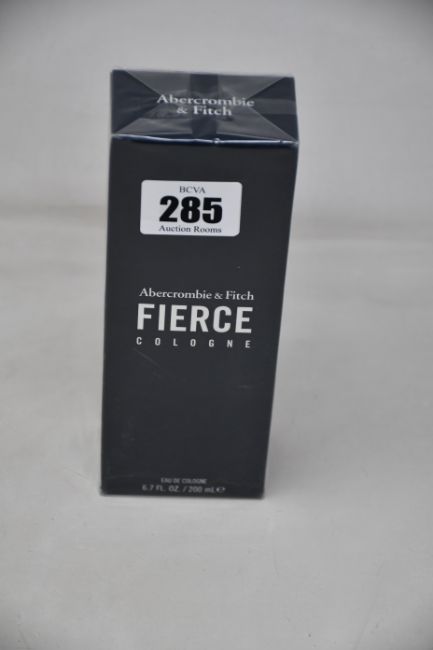 Abercrombie
& Fitch
BCVA
285
Auction Rooms
Abercrombie & Fitch
FIERCE
COLOGNE
EAU DE COLOGNE
6.7 FL. OZ. / 200 mL ℮